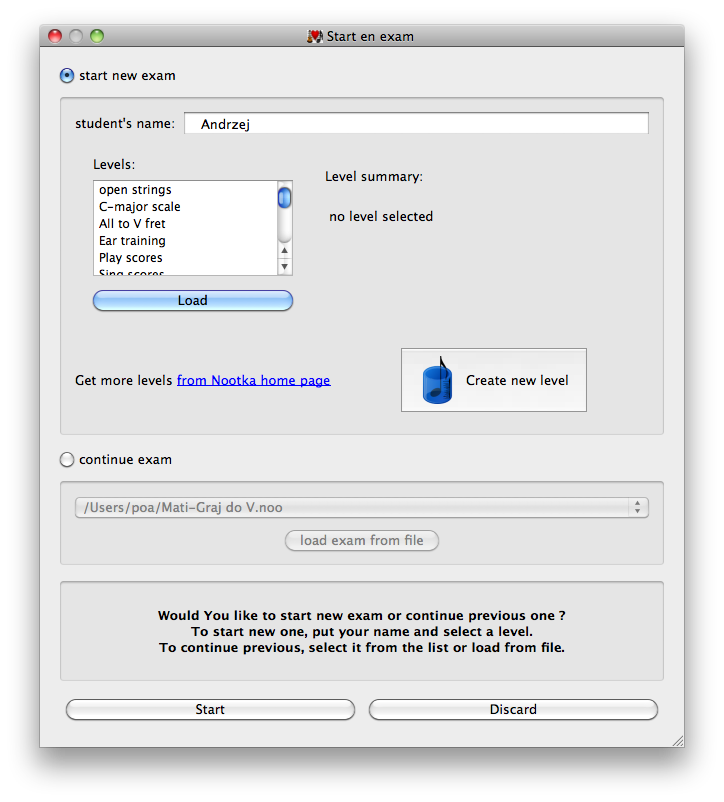 Start en exam
start new exam
student's name: Andrzej
Levels:
open strings
C-major scale
All to V fret
Ear training
Play scores
Sing scores
Load
Level summary:
no level selected
Get more levels from Nootka home page
Create new level
continue exam
/Users/poa/Mati-Graj do V.noo
load exam from file
Would You like to start new exam or continue previous one ?
To start new one, put your name and select a level.
To continue previous, select it from the list or load from file.
Start
Discard